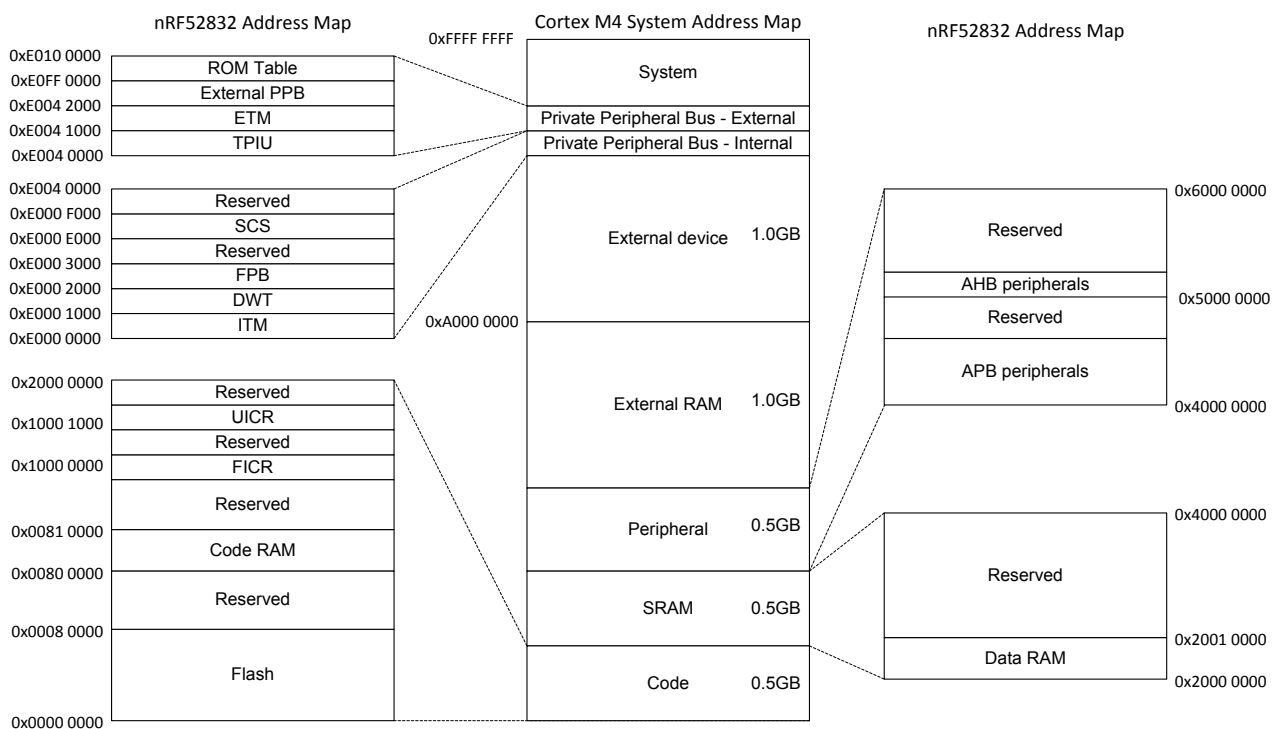 nRF52832 Address Map
0xE010 0000
ROM Table
0xE0FF 0000
External PPB
0xE004 2000
ETM
0xE004 1000
TPIU
0xE004 0000
0xE004 0000
Reserved
0xE000 F000
SCS
0xE000 E000
Reserved
0xE000 3000
FPB
0xE000 2000
DWT
0xE000 1000
ITM
0xE000 0000
0x2000 0000
Reserved
UICR
0x1000 1000
Reserved
0x1000 0000
FICR
Reserved
0x0081 0000
Code RAM
0x0080 0000
Reserved
0x0008 0000
Flash
0x0000 0000
Cortex M4 System Address Map
0xFFFF FFFF
System
Private Peripheral Bus - External
Private Peripheral Bus - Internal
External device 1.0GB
0xA000 0000
External RAM 1.0GB
Peripheral 0.5GB
SRAM 0.5GB
Code 0.5GB
nRF52832 Address Map
0x6000 0000
Reserved
AHB peripherals
0x5000 0000
Reserved
APB peripherals
0x4000 0000
0x4000 0000
Reserved
0x2001 0000
Data RAM
0x2000 0000